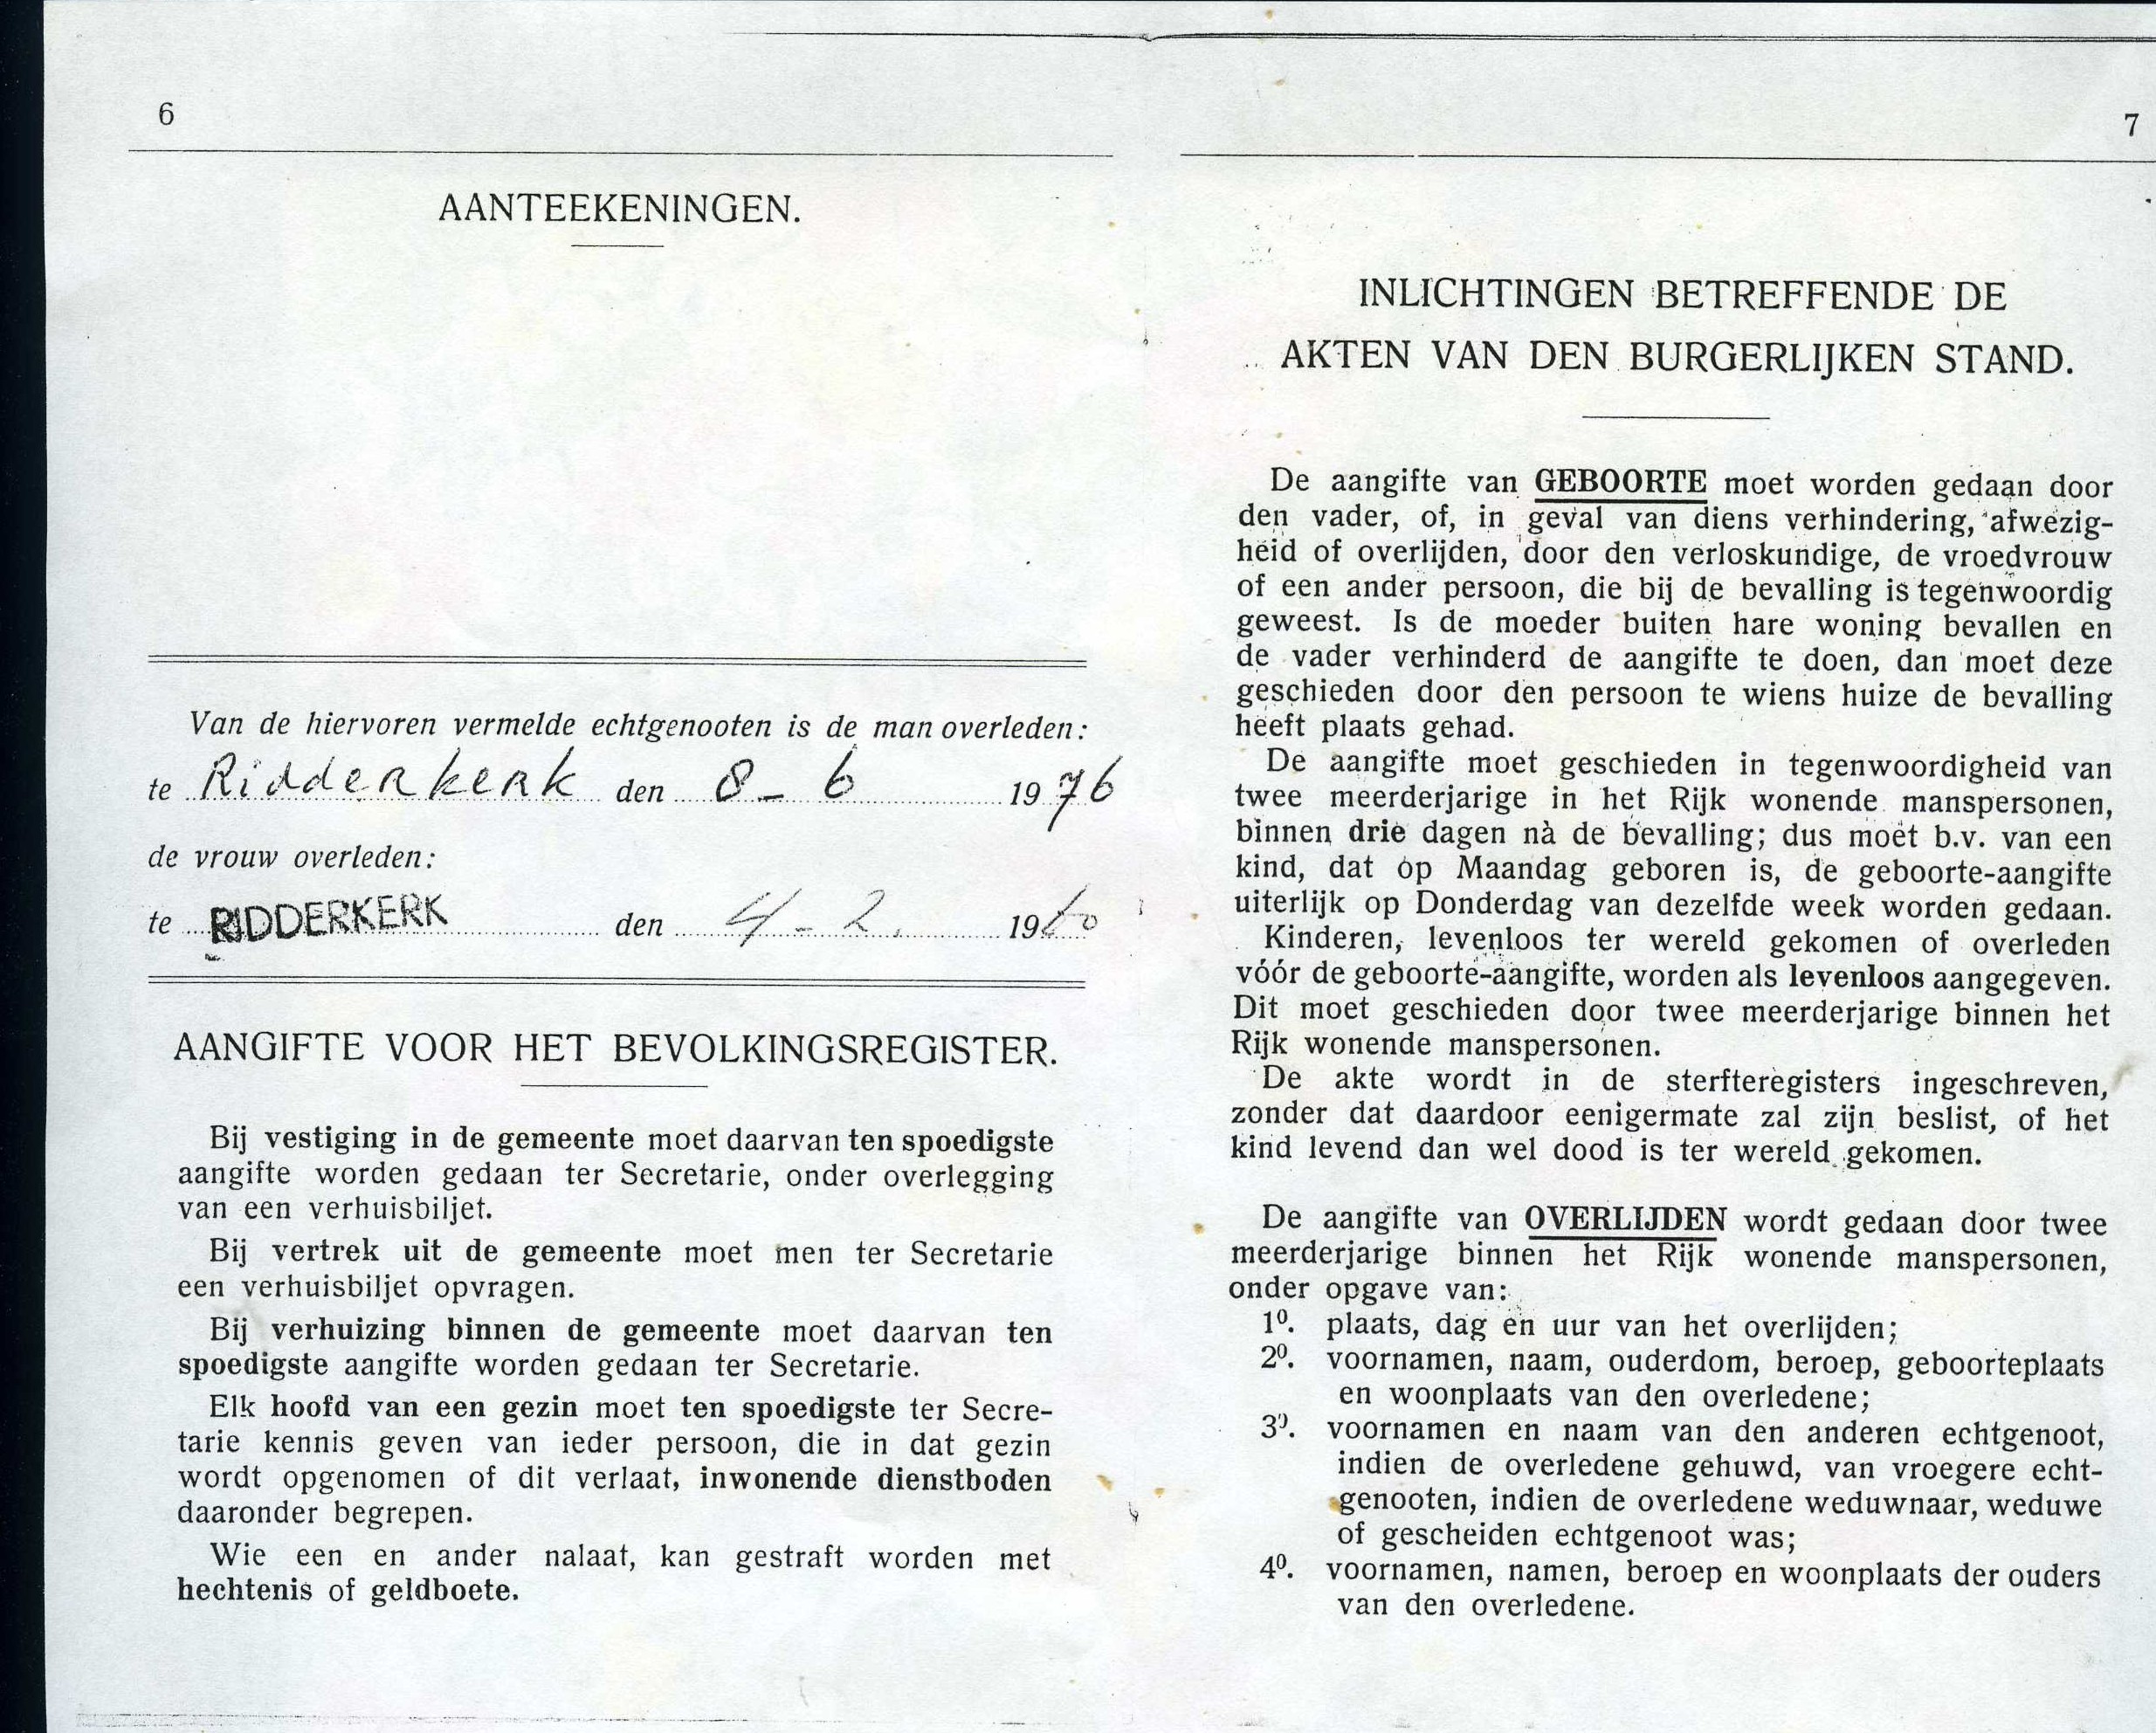 6
AANTEEKENINGEN.
Van de hiervoren vermelde echtgenooten is de man overleden:
te Ridderkerk den 8-6 1976
de vrouw overleden:
te RIDDERKERK den 4-2. 1960
AANGIFTE VOOR HET BEVOLKINGSREGISTER.
Bij vestiging in de gemeente moet daarvan ten spoedigste
aangifte worden gedaan ter Secretarie, onder overlegging
van een verhuisbiljet.
Bij vertrek uit de gemeente moet men ter Secretarie
een verhuisbiljet opvragen.
Bij verhuizing binnen de gemeente moet daarvan ten
spoedigste aangifte worden gedaan ter Secretarie.
Elk hoofd van een gezin moet ten spoedigste ter Secre-
tarie kennis geven van ieder persoon, die in dat gezin
wordt opgenomen of dit verlaat, inwonende dienstboden
daaronder begrepen.
Wie een en ander nalaat, kan gestraft worden met
hechtenis of geldboete.
7
INLICHTINGEN BETREFFENDE DE
AKTEN VAN DEN BURGERLIJKEN STAND.
De aangifte van GEBOORTE moet worden gedaan door
den vader, of, in geval van diens verhindering, afwezig-
heid of overlijden, door den verloskundige, de vroedvrouw
of een ander persoon, die bij de bevalling is tegenwoordig
geweest. Is de moeder buiten hare woning bevallen en
de vader verhinderd de aangifte te doen, dan moet deze
geschieden door den persoon te wiens huize de bevalling
heeft plaats gehad.
De aangifte moet geschieden in tegenwoordigheid van
twee meerderjarige in het Rijk wonende manspersonen,
binnen drie dagen nà de bevalling; dus moet b.v. van een
kind, dat op Maandag geboren is, de geboorte-aangifte
uiterlijk op Donderdag van dezelfde week worden gedaan.
Kinderen, levenloos ter wereld gekomen of overleden
vóór de geboorte-aangifte, worden als levenloos aangegeven.
Dit moet geschieden door twee meerderjarige binnen het
Rijk wonende manspersonen.
De akte wordt in de sterfteregisters ingeschreven,
zonder dat daardoor eenigermate zal zijn beslist, of het
kind levend dan wel dood is ter wereld gekomen.
De aangifte van OVERLIJDEN wordt gedaan door twee
meerderjarige binnen het Rijk wonende manspersonen,
onder opgave van:
1⁰. plaats, dag en uur van het overlijden;
2⁰. voornamen, naam, ouderdom, beroep, geboorteplaats
en woonplaats van den overledene;
3⁰. voornamen en naam van den anderen echtgenoot,
indien de overledene gehuwd, van vroegere echt-
genooten, indien de overledene weduwnaar, weduwe
of gescheiden echtgenoot was;
4⁰. voornamen, namen, beroep en woonplaats der ouders
van den overledene.